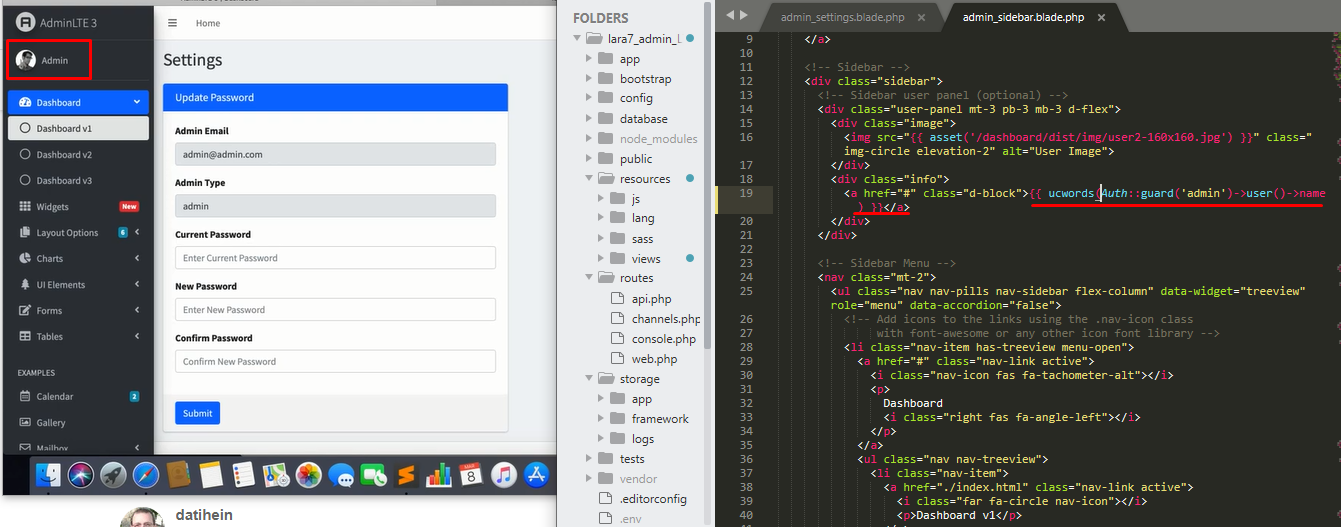 AdminLTE 3
Admin
Dashboard
Dashboard v1
Dashboard v2
Dashboard v3
Widgets New
Layout Options 6
Charts
UI Elements
Forms
Tables
EXAMPLES
Calendar 2
Gallery
Mailbox
Home
Settings
Update Password
Admin Email
admin@admin.com
Admin Type
admin
Current Password
Enter Current Password
New Password
Enter New Password
Confirm Password
Confirm New Password
Submit
MAR
8
datihein
FOLDERS
lara7_admin_l
app
bootstrap
config
database
node_modules
public
resources
js
lang
sass
views
routes
api.php
channels.php
console.php
web.php
storage
app
framework
logs
tests
vendor
.editorconfig
.env
admin_settings.blade.php ×
admin_sidebar.blade.php ×
9 </a>
10
11 <!-- Sidebar -->
12 <div class="sidebar">
13 <!-- Sidebar user panel (optional) -->
14 <div class="user-panel mt-3 pb-3 mb-3 d-flex">
15 <div class="image">
16 <img src="{{ asset('/dashboard/dist/img/user2-160x160.jpg') }}" class="
img-circle elevation-2" alt="User Image">
17 </div>
18 <div class="info">
19 <a href="#" class="d-block">{{ ucwords(Auth::guard('admin')->user()->name
) }}</a>
20 </div>
21 </div>
22
23 <!-- Sidebar Menu -->
24 <nav class="mt-2">
25 <ul class="nav nav-pills nav-sidebar flex-column" data-widget="treeview"
role="menu" data-accordion="false">
26 <!-- Add icons to the links using the .nav-icon class
27 with font-awesome or any other icon font library -->
28 <li class="nav-item has-treeview menu-open">
29 <a href="#" class="nav-link active">
30 <i class="nav-icon fas fa-tachometer-alt"></i>
31 <p>
32 Dashboard
33 <i class="right fas fa-angle-left"></i>
34 </p>
35 </a>
36 <ul class="nav nav-treeview">
37 <li class="nav-item">
38 <a href="./index.html" class="nav-link active">
39 <i class="far fa-circle nav-icon"></i>
40 <p>Dashboard v1</p>